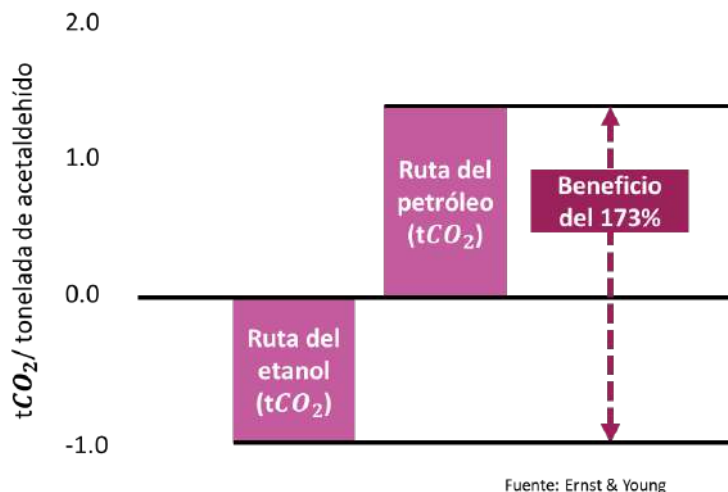 2.0
1.0
0.0
-1.0
tCO₂/ tonelada de acetaldehído
Ruta del
petróleo
(tCO₂)
Beneficio
del 173%
Ruta del
etanol
(tCO₂)
Fuente: Ernst & Young